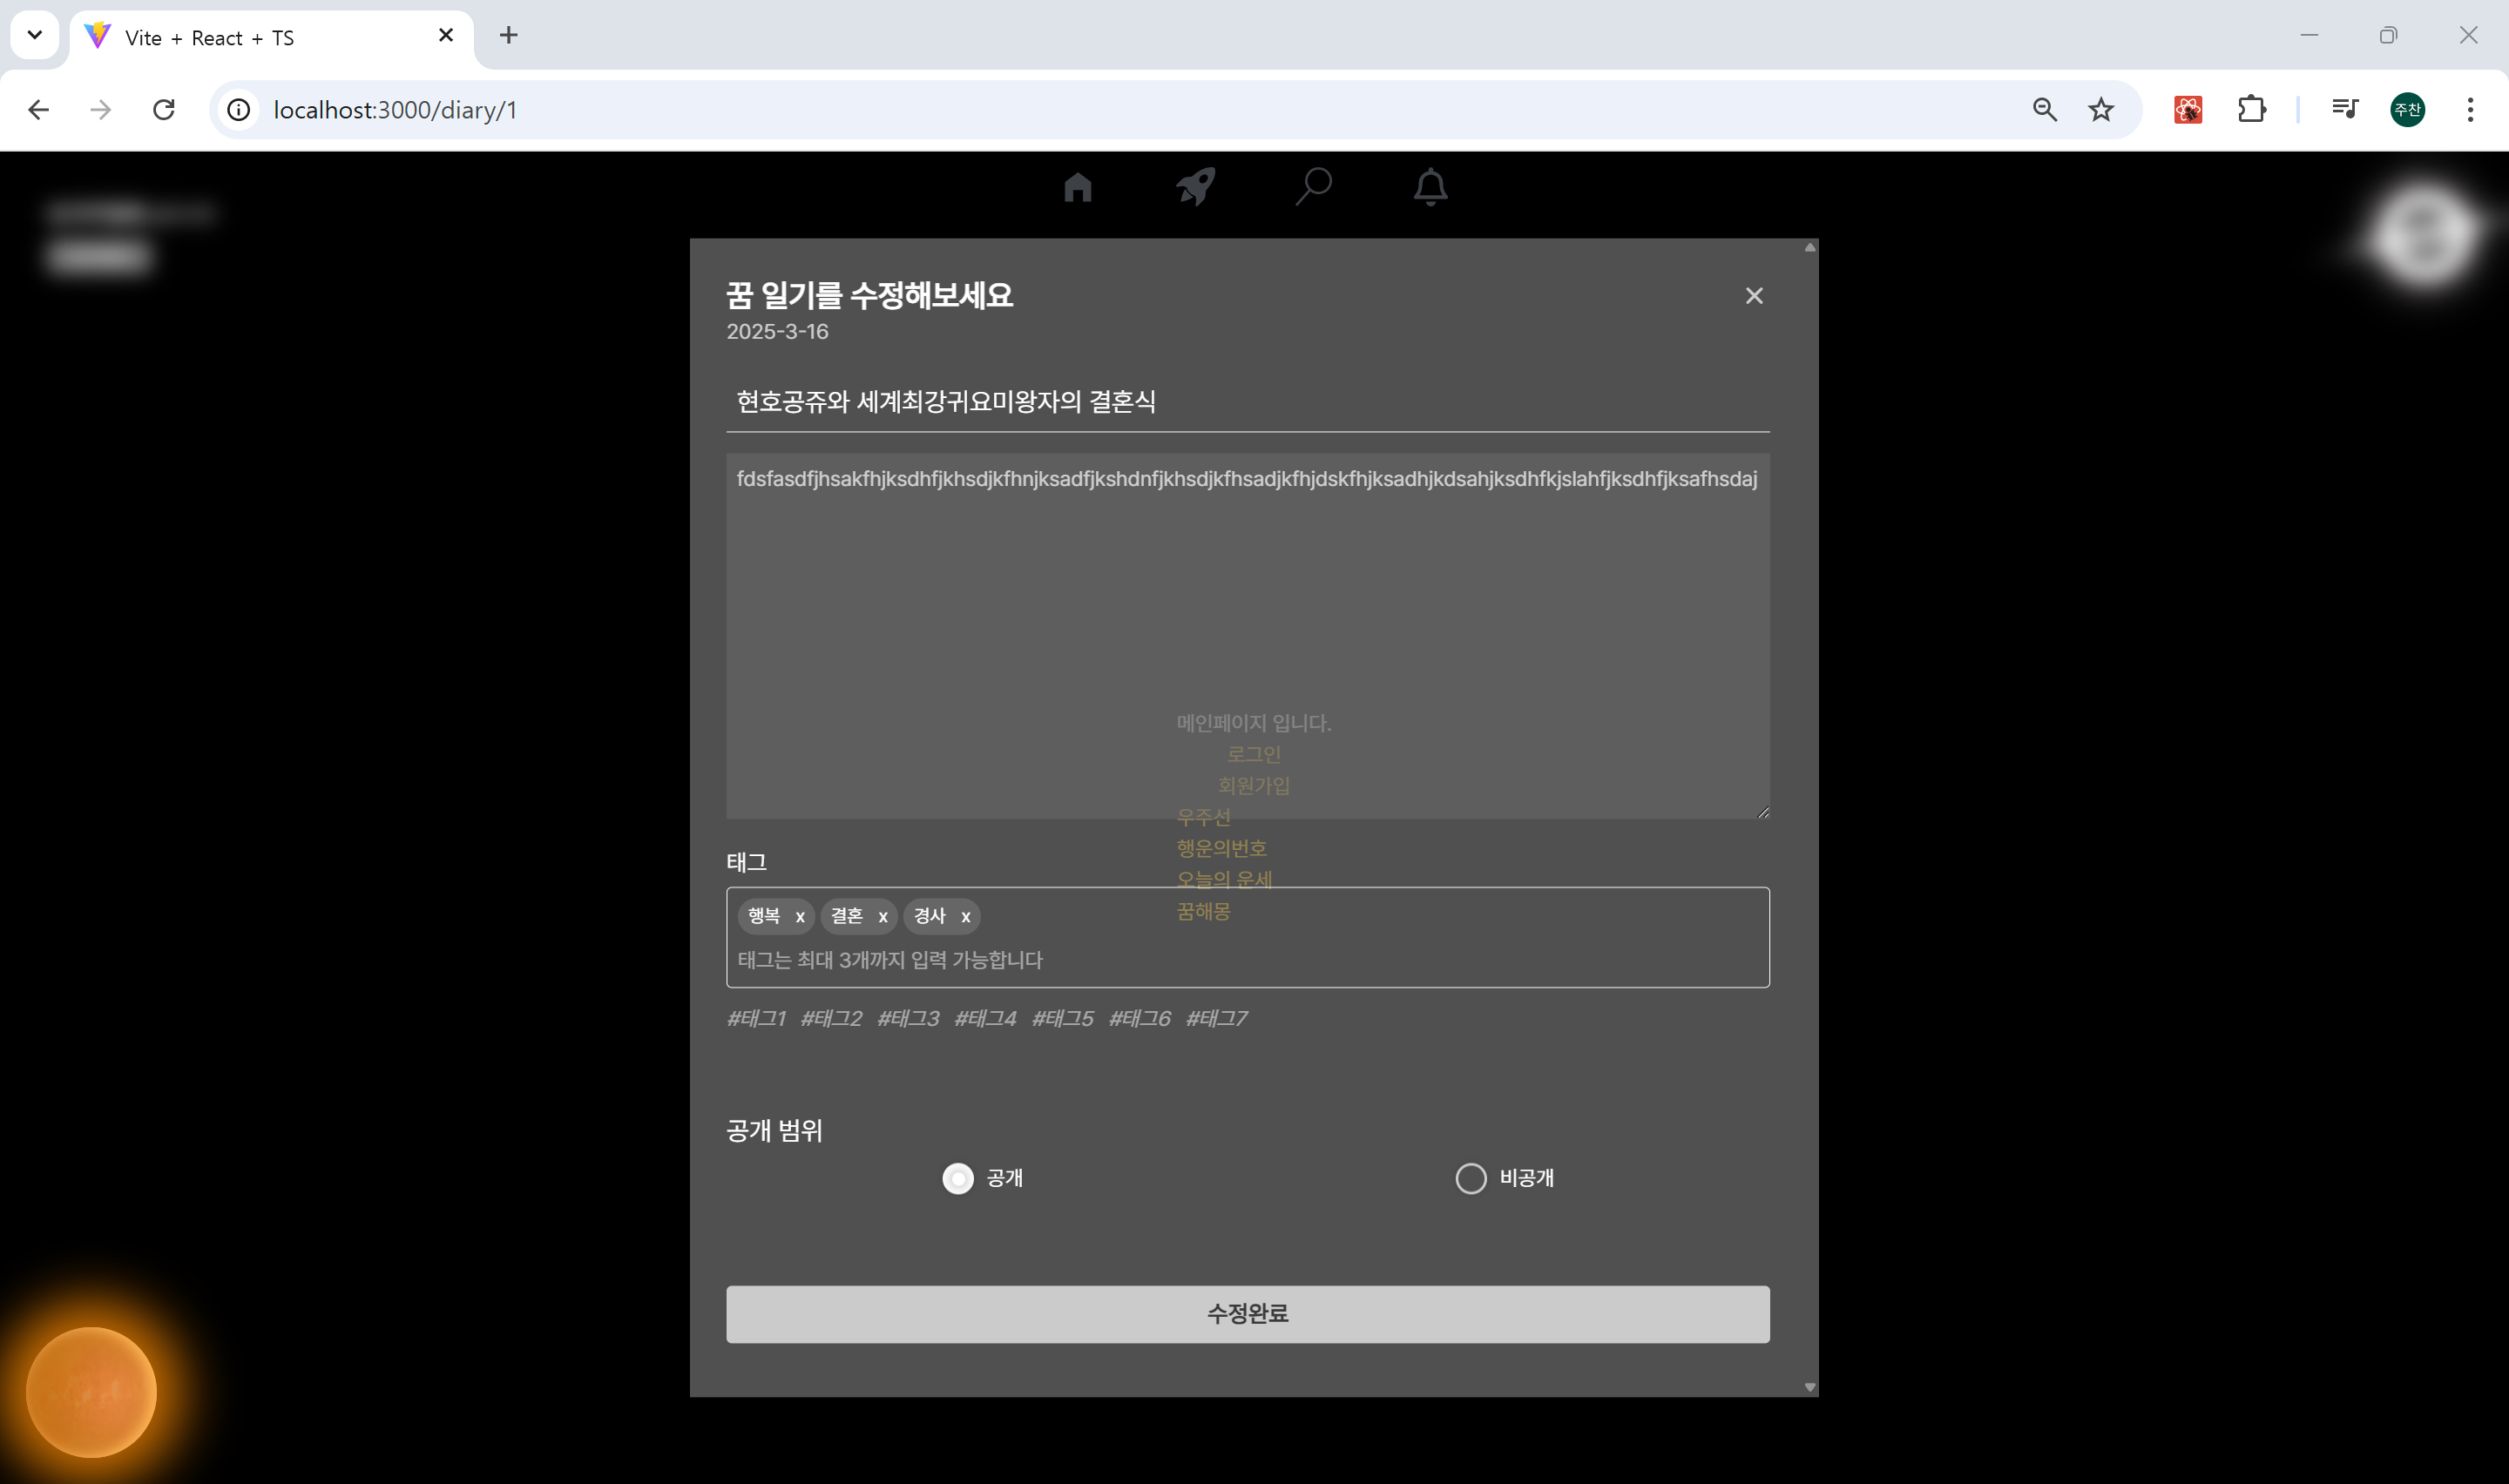 Vite + React + TS
localhost:3000/diary/1
주찬
꿈 일기를 수정해보세요
2025-3-16
현호공쥬와 세계최강귀요미왕자의 결혼식
fdsfasdfjhsakfhjksdhfjkhsdjkfhnjksadfjkshdnfjkhsdjkfhsadjkfhjdskfhjksadhjkdsahjksdhfkjslahfjksdhfjksafhsdaj
메인페이지 입니다.
로그인
회원가입
우주선
행운의번호
오늘의 운세
꿈해몽
태그
행복 x 결혼 x 경사 x
태그는 최대 3개까지 입력 가능합니다
#태그1 #태그2 #태그3 #태그4 #태그5 #태그6 #태그7
공개 범위
공개 비공개
수정완료